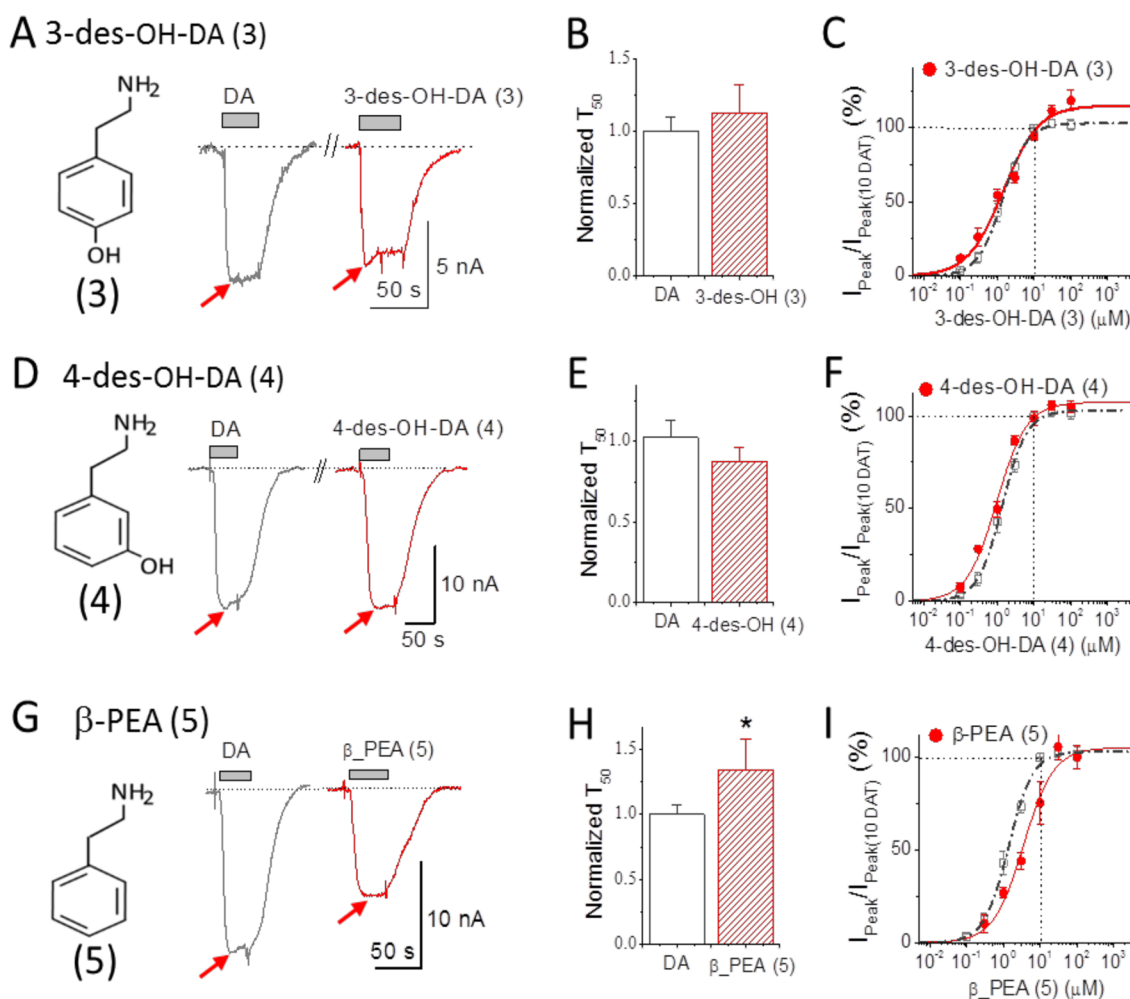 A 3-des-OH-DA (3)
NH2
OH
(3)
DA
//
3-des-OH-DA (3)
5 nA
50 s
B
Normalized T50
1.5
1.0
0.5
0.0
DA
3-des-OH (3)
C
3-des-OH-DA (3)
IPeak/IPeak(10 DAT) (%)
100
50
0
10-2 10-1 100 101 102 103
3-des-OH-DA (3) (μM)
D 4-des-OH-DA (4)
NH2
OH
(4)
DA
//
4-des-OH-DA (4)
10 nA
50 s
E
Normalized T50
1.0
0.5
0.0
DA
4-des-OH (4)
F
4-des-OH-DA (4)
IPeak/IPeak(10 DAT) (%)
100
50
0
10-2 10-1 100 101 102 103
4-des-OH-DA (4) (μM)
G β-PEA (5)
NH2
(5)
DA
β_PEA (5)
10 nA
50 s
H
Normalized T50
1.5
1.0
0.5
0.0
*
DA
β_PEA (5)
I
β-PEA (5)
IPeak/IPeak(10 DAT) (%)
100
50
0
10-2 10-1 100 101 102 103
β_PEA (5) (μM)